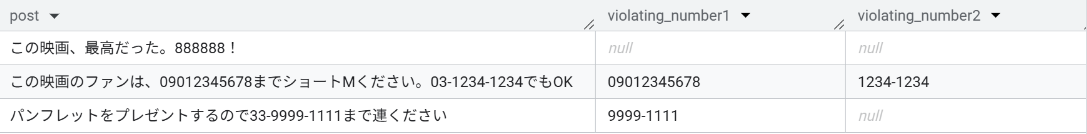 post violating_number1 violating_number2
この映画、最高だった。888888！ null null
この映画のファンは、09012345678までショートMください。03-1234-1234でもOK 09012345678 1234-1234
パンフレットをプレゼントするので33-9999-1111まで連ください 9999-1111 null